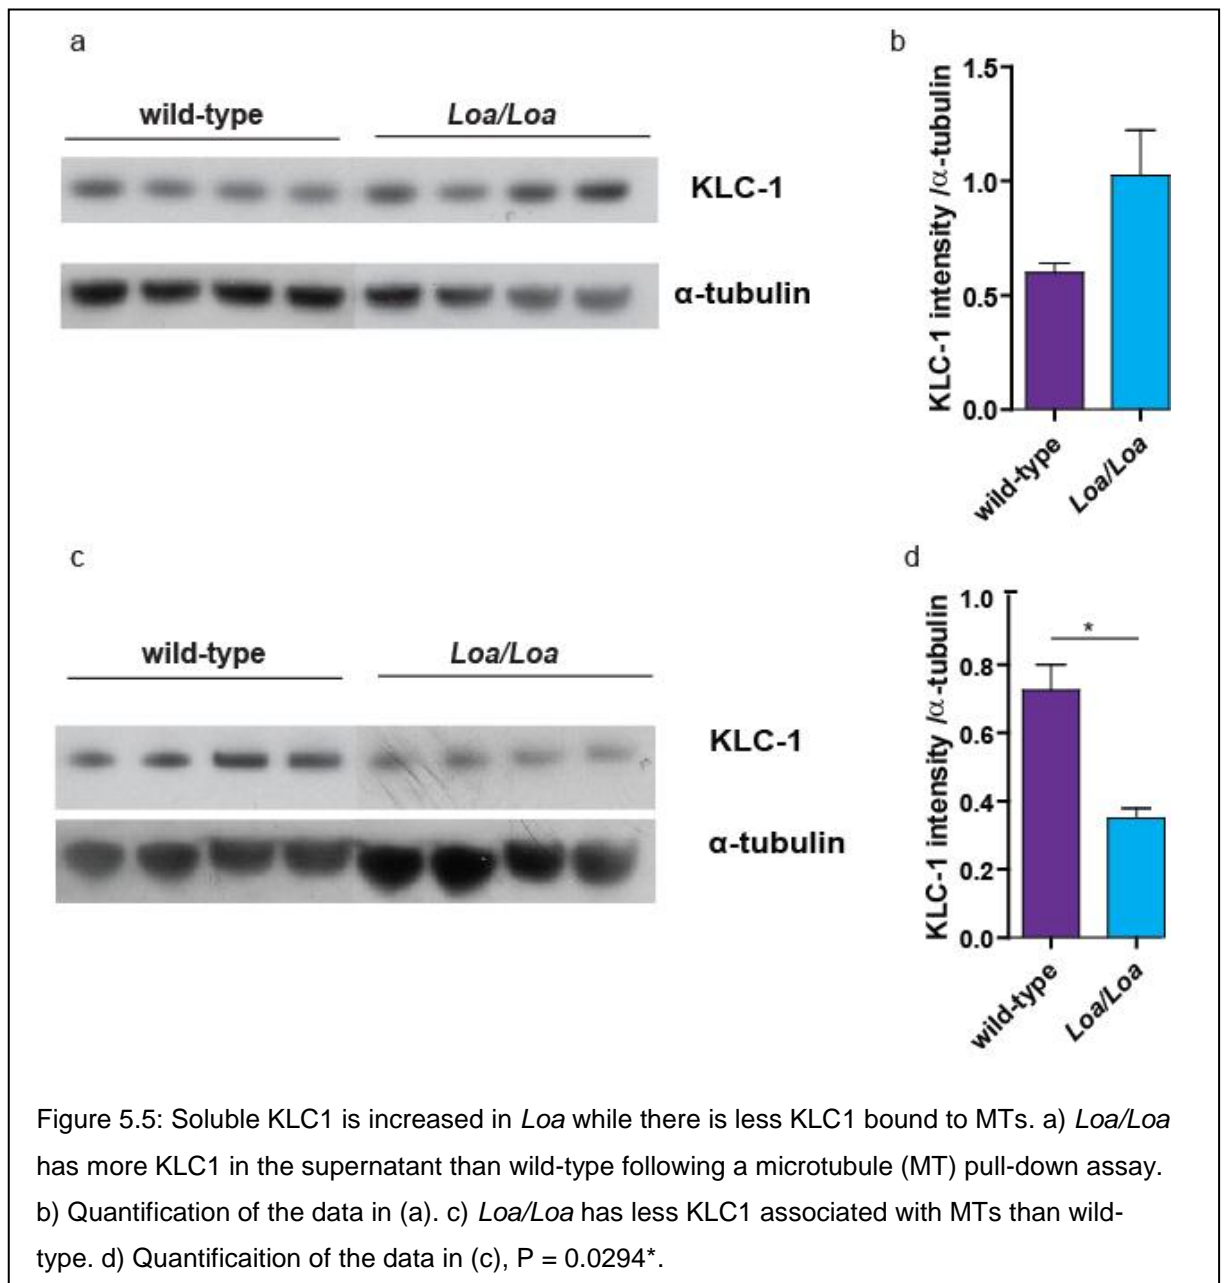 a
wild-type
Loa/Loa
KLC-1
α-tubulin
b
KLC-1 intensity /α-tubulin
1.5
1.0
0.5
0.0
wild-type
Loa/Loa
c
wild-type
Loa/Loa
KLC-1
α-tubulin
d
KLC-1 intensity /α-tubulin
1.0
0.8
0.6
0.4
0.2
0.0
*
wild-type
Loa/Loa
Figure 5.5: Soluble KLC1 is increased in Loa while there is less KLC1 bound to MTs. a) Loa/Loa
has more KLC1 in the supernatant than wild-type following a microtubule (MT) pull-down assay.
b) Quantification of the data in (a). c) Loa/Loa has less KLC1 associated with MTs than wild-
type. d) Quantificaition of the data in (c), P = 0.0294*.